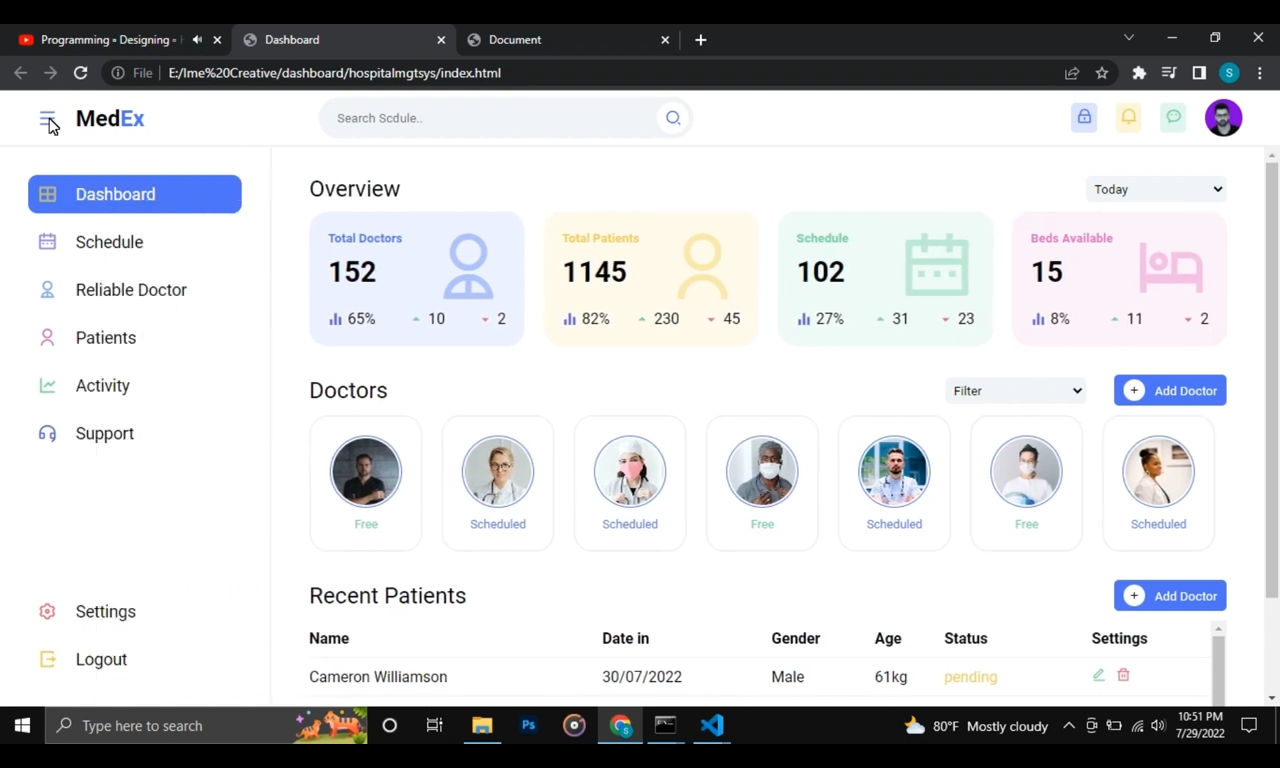 Programming • Designing •
Dashboard
Document
File
E:/Ime%20Creative/dashboard/hospitalmgtsys/index.html
S
MedEx
Search Scdule..
Dashboard
Schedule
Reliable Doctor
Patients
Activity
Support
Settings
Logout
Overview
Today
Total Doctors
152
65% 10 2
Total Patients
1145
82% 230 45
Schedule
102
27% 31 23
Beds Available
15
8% 11 2
Doctors
Filter
+ Add Doctor
Free
Scheduled
Scheduled
Free
Scheduled
Free
Scheduled
Recent Patients
+ Add Doctor
Name Date in Gender Age Status Settings
Cameron Williamson 30/07/2022 Male 61kg pending
Type here to search
Ps
S
80°F Mostly cloudy
10:51 PM
7/29/2022